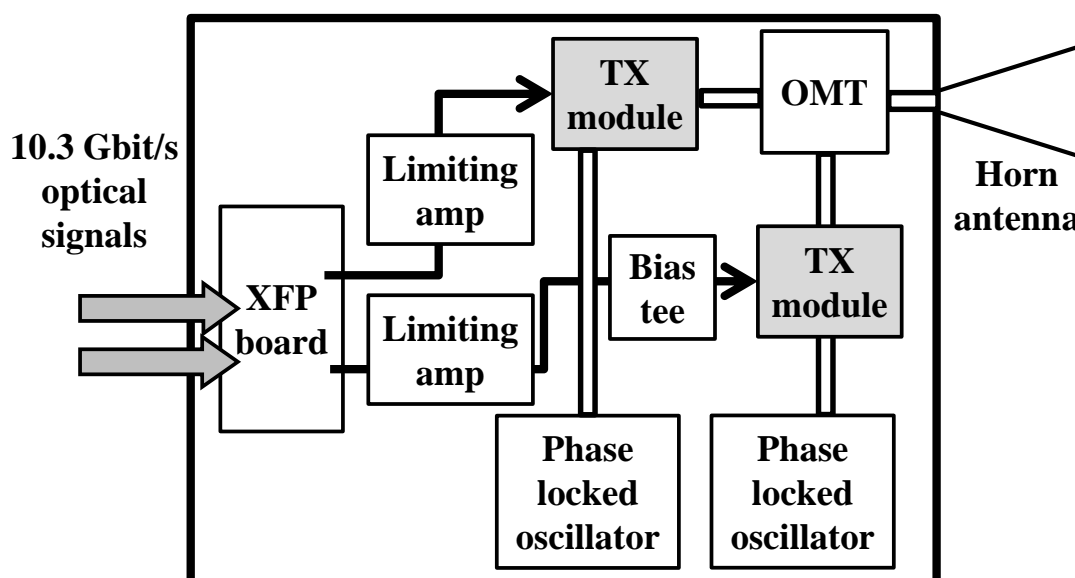 10.3 Gbit/s
optical
signals
XFP
board
Limiting
amp
Limiting
amp
TX
module
OMT
Horn
antenna
Bias
tee
TX
module
Phase
locked
oscillator
Phase
locked
oscillator